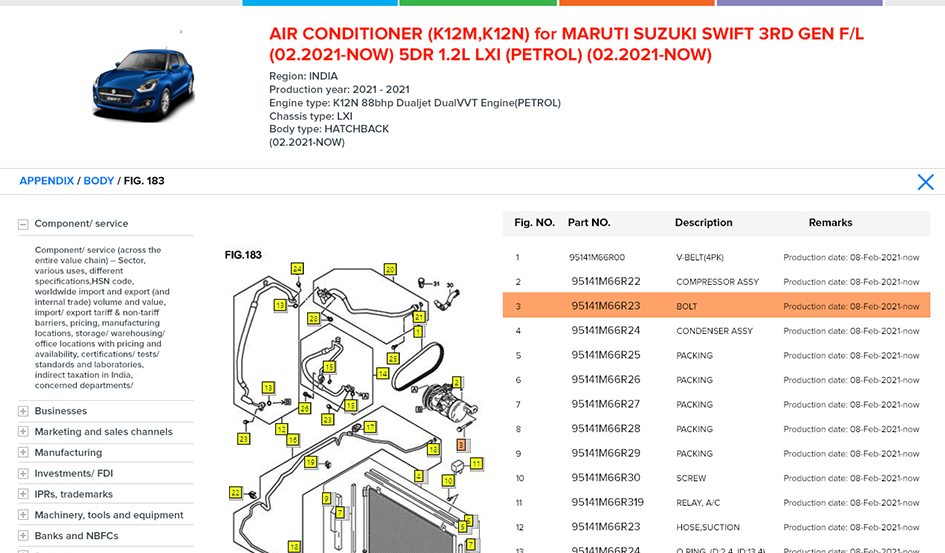 AIR CONDITIONER (K12M,K12N) for MARUTI SUZUKI SWIFT 3RD GEN F/L
(02.2021-NOW) 5DR 1.2L LXI (PETROL) (02.2021-NOW)
Region: INDIA
Production year: 2021 - 2021
Engine type: K12N 88bhp Dualjet DualVVT Engine(PETROL)
Chassis type: LXI
Body type: HATCHBACK
(02.2021-NOW)
APPENDIX / BODY / FIG. 183
Component/ service
Component/ service (across the
entire value chain) – Sector,
various uses, different
specifications,HSN code,
worldwide import and export (and
internal trade) volume and value,
import/ export tariff & non-tariff
barriers, pricing, manufacturing
locations, storage/ warehousing/
office locations with pricing and
availability, certifications/ tests/
standards and laboratories,
indirect taxation in India,
concerned departments/
Businesses
Marketing and sales channels
Manufacturing
Investments/ FDI
IPRs, trademarks
Machinery, tools and equipment
Banks and NBFCs
FIG.183
24
20
31
30
13
28
21
1
25
15
14
2
A
13
B
26
15
A
B
23
12
23
17
3
16
18
19
11
4
10
22
9
7
6
5
7
18
Fig. NO. Part NO. Description Remarks
1 95141M66R00 V-BELT(4PK) Production date: 08-Feb-2021-now
2 95141M66R22 COMPRESSOR ASSY Production date: 08-Feb-2021-now
3 95141M66R23 BOLT Production date: 08-Feb-2021-now
4 95141M66R24 CONDENSER ASSY Production date: 08-Feb-2021-now
5 95141M66R25 PACKING Production date: 08-Feb-2021-now
6 95141M66R26 PACKING Production date: 08-Feb-2021-now
7 95141M66R27 PACKING Production date: 08-Feb-2021-now
8 95141M66R28 PACKING Production date: 08-Feb-2021-now
9 95141M66R29 PACKING Production date: 08-Feb-2021-now
10 95141M66R30 SCREW Production date: 08-Feb-2021-now
11 95141M66R319 RELAY, A/C Production date: 08-Feb-2021-now
12 95141M66R23 HOSE,SUCTION Production date: 08-Feb-2021-now
13 95141M66R24 O RING, (D:2.4, ID:13.4) Production date: 08-Feb-2021-now